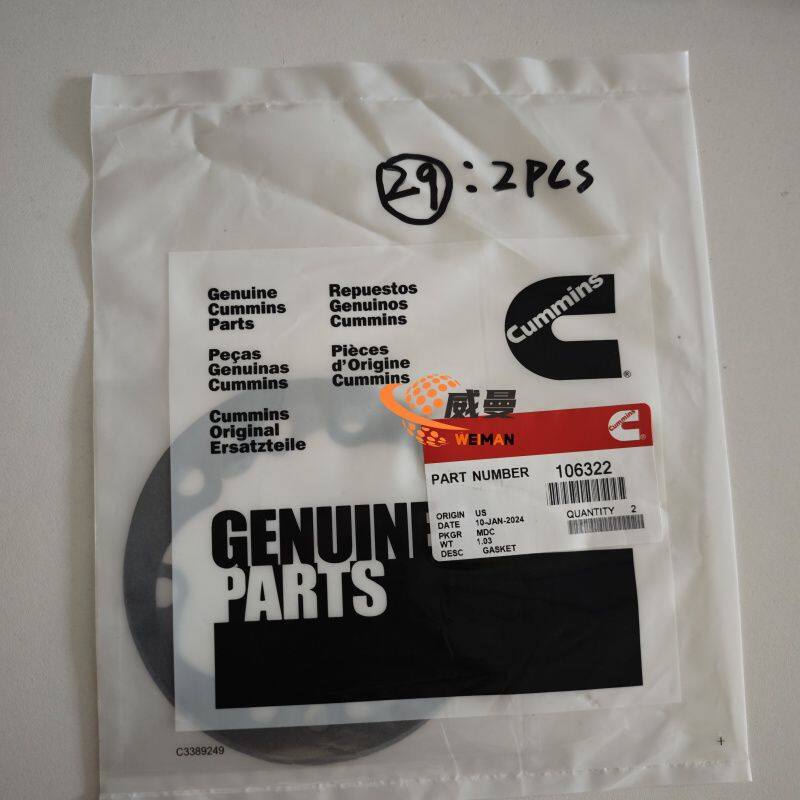 29:2PCS
Genuine
Cummins
Parts
Repuestos
Genuinos
Cummins
Peças
Genuinas
Cummins
Pièces
d'Origine
Cummins
Cummins
Original
Ersatzteile
Cummins
®
威曼
WEMAN
Cummins
®
PART NUMBER 106322
ORIGIN US
QUANTITY 2
DATE 10-JAN-2024
PKGR MDC
WT 1.03
DESC GASKET
GENUINE
PARTS
C3389249